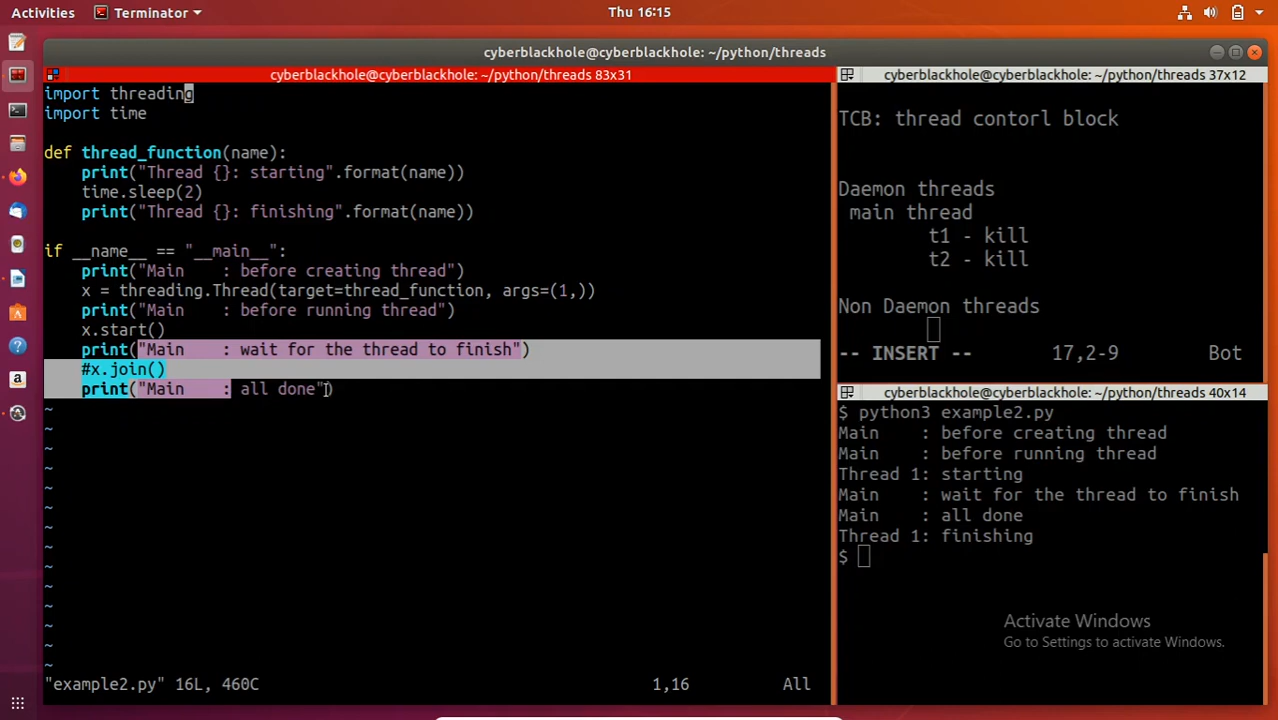 Activities Terminator Thu 16:15
cyberblackhole@cyberblackhole: ~/python/threads
cyberblackhole@cyberblackhole: ~/python/threads 83x31
import threading
import time
def thread_function(name):
    print("Thread {}: starting".format(name))
    time.sleep(2)
    print("Thread {}: finishing".format(name))
if __name__ == "__main__":
    print("Main    : before creating thread")
    x = threading.Thread(target=thread_function, args=(1,))
    print("Main    : before running thread")
    x.start()
    print("Main    : wait for the thread to finish")
    #x.join()
    print("Main    : all done")
~
~
~
~
~
~
~
~
~
~
~
~
~
~
"example2.py" 16L, 460C 1,16 All
cyberblackhole@cyberblackhole: ~/python/threads 37x12
TCB: thread contorl block
Daemon threads
 main thread
t1 - kill
t2 - kill
Non Daemon threads
-- INSERT -- 17,2-9 Bot
cyberblackhole@cyberblackhole: ~/python/threads 40x14
$ python3 example2.py
Main    : before creating thread
Main    : before running thread
Thread 1: starting
Main    : wait for the thread to finish
Main    : all done
Thread 1: finishing
$
Activate Windows
Go to Settings to activate Windows.